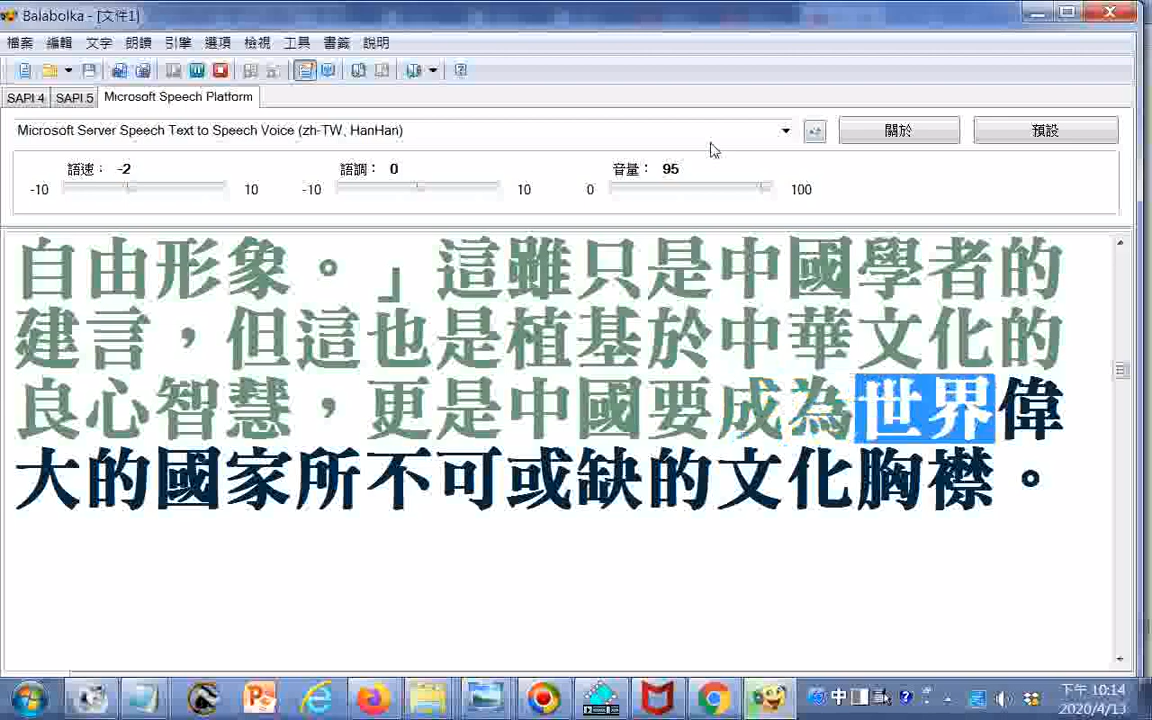 Balabolka - [文件1]
檔案 編輯 文字 朗讀 引擎 選項 檢視 工具 書籤 說明
SAPI 4 SAPI 5 Microsoft Speech Platform
Microsoft Server Speech Text to Speech Voice (zh-TW, HanHan) 關於 預設
語速： -2 語調： 0 音量： 95
-10 10 -10 10 0 100
自由形象。」這雖只是中國學者的
建言，但這也是植基於中華文化的
良心智慧，更是中國要成為世界偉
大的國家所不可或缺的文化胸襟。
中
下午 10:14
2020/4/13